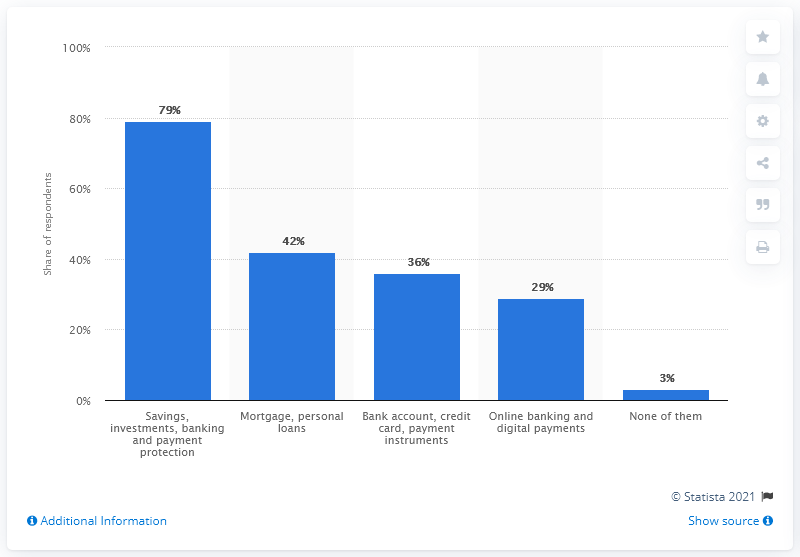 100%
80%
60%
40%
20%
0%
Share of respondents
79%
42%
36%
29%
3%
Savings,
investments, banking
and payment
protection
Mortgage, personal
loans
Bank account, credit
card, payment
instruments
Online banking and
digital payments
None of them
© Statista 2021
Additional Information
Show source